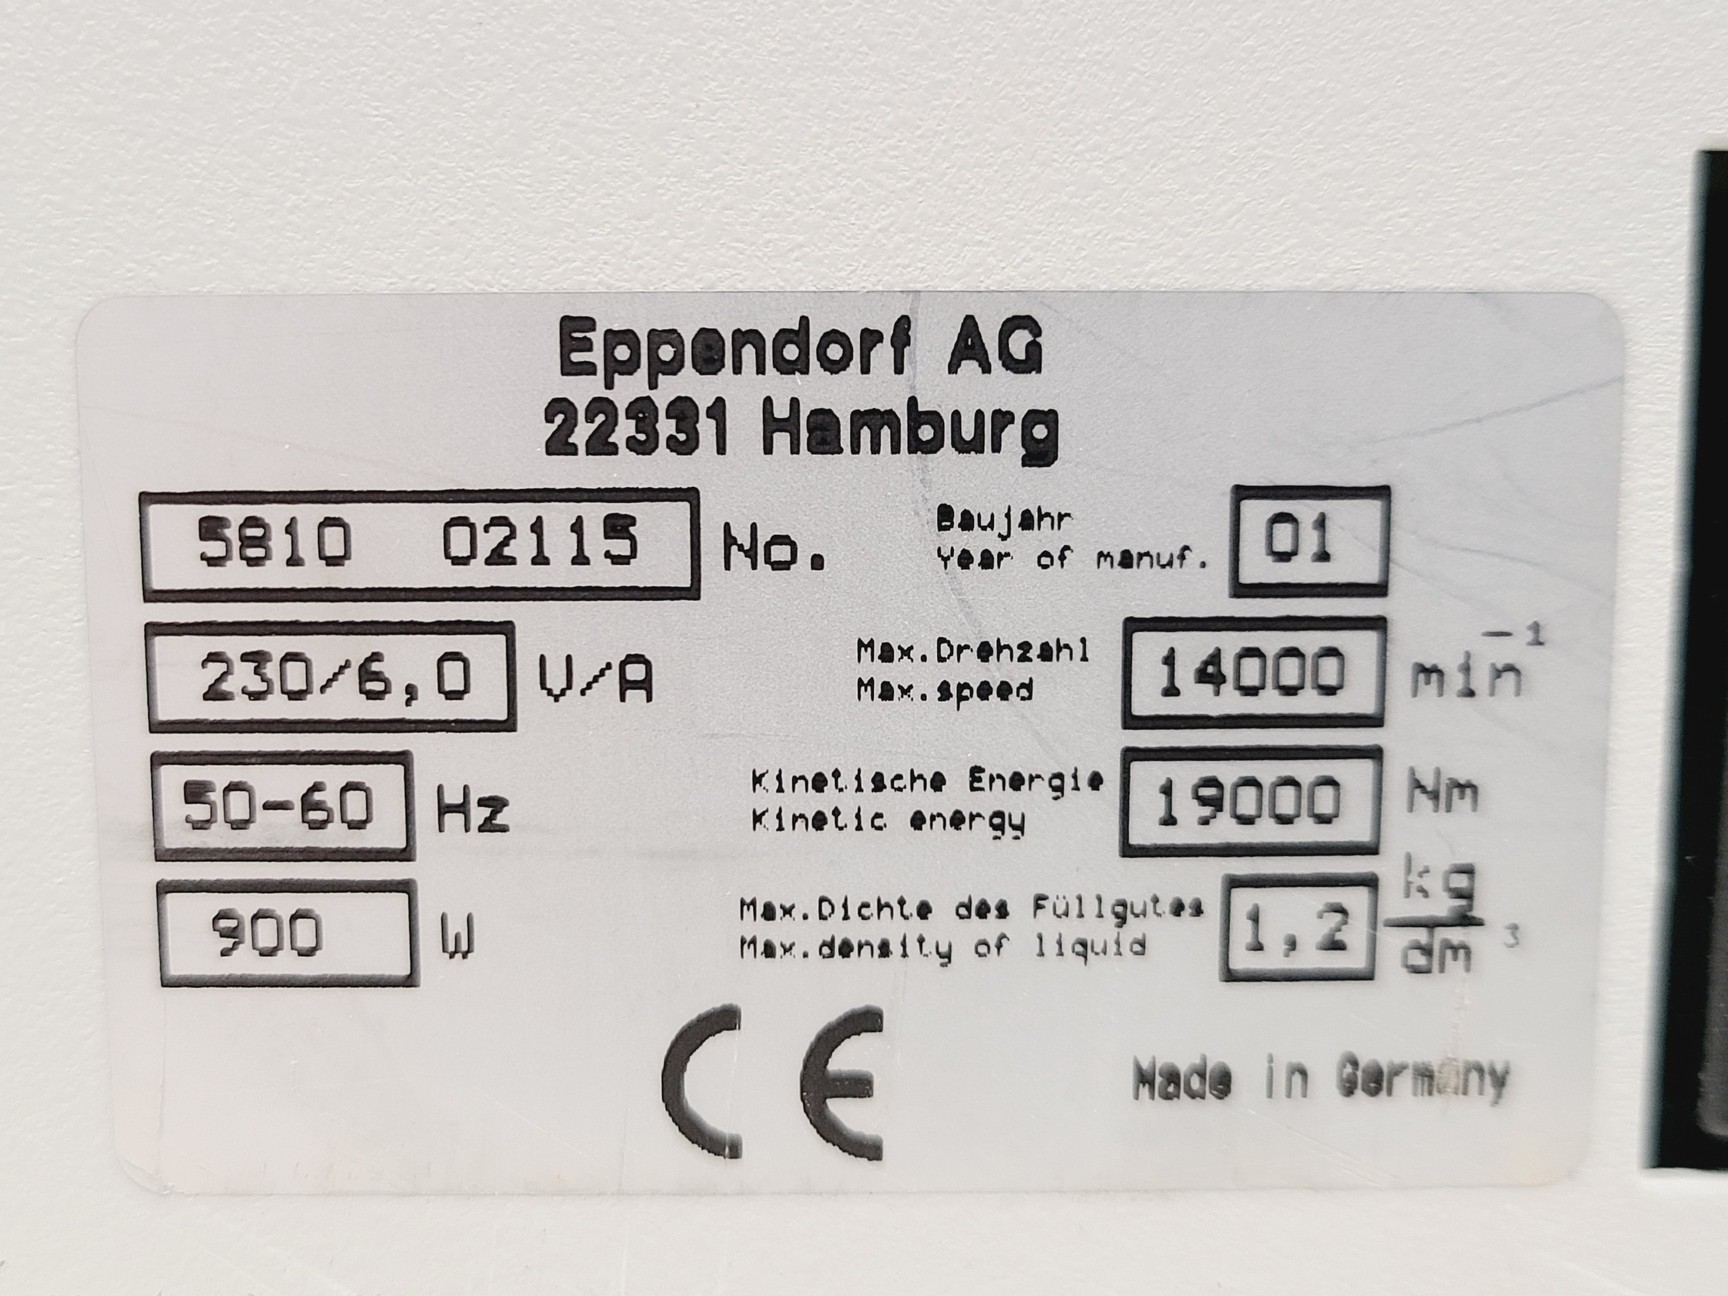 Eppendorf AG
22331 Hamburg
5810 02115 No.
Baujahr
Year of manuf.
01
230/6,0 V/A
Max.Drehzahl
Max.speed
14000 min⁻¹
50-60 Hz
Kinetische Energie
Kinetic energy
19000 Nm
900 W
Max.Dichte des Füllgutes
Max.density of liquid
1,2 kg/dm³
CE
Made in Germany